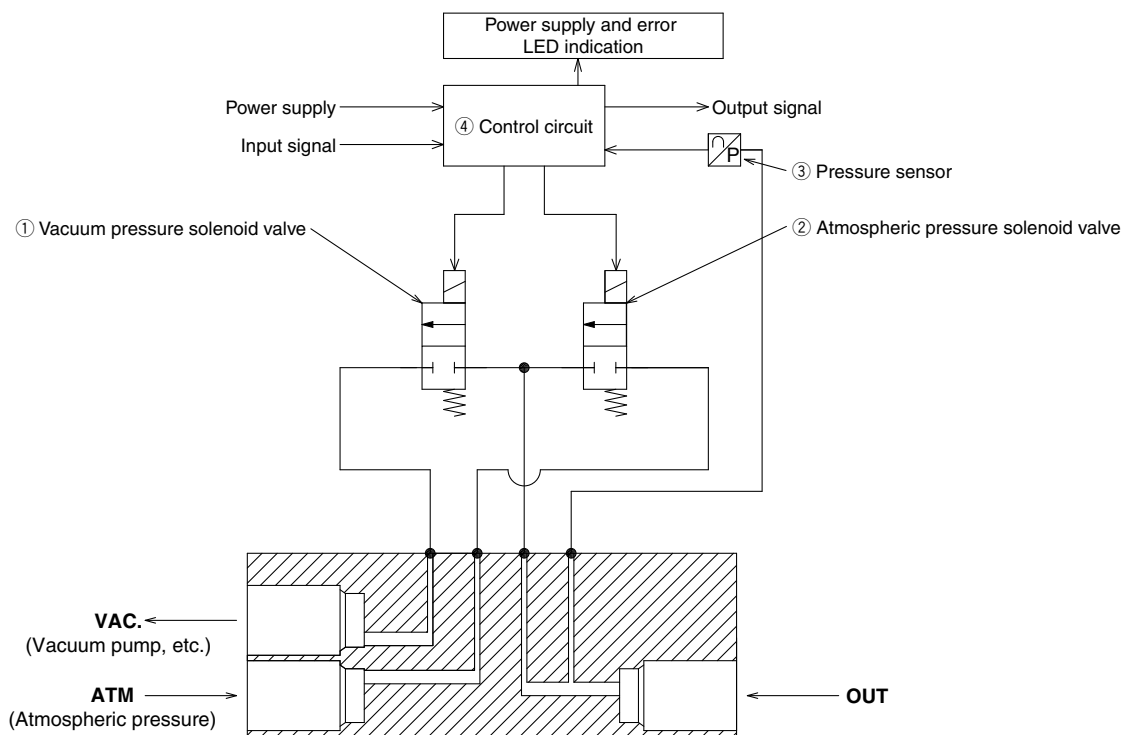 Power supply and error
LED indication
Power supply
④ Control circuit
Output signal
Input signal
P
③ Pressure sensor
① Vacuum pressure solenoid valve
② Atmospheric pressure solenoid valve
VAC.
(Vacuum pump, etc.)
ATM
(Atmospheric pressure)
OUT